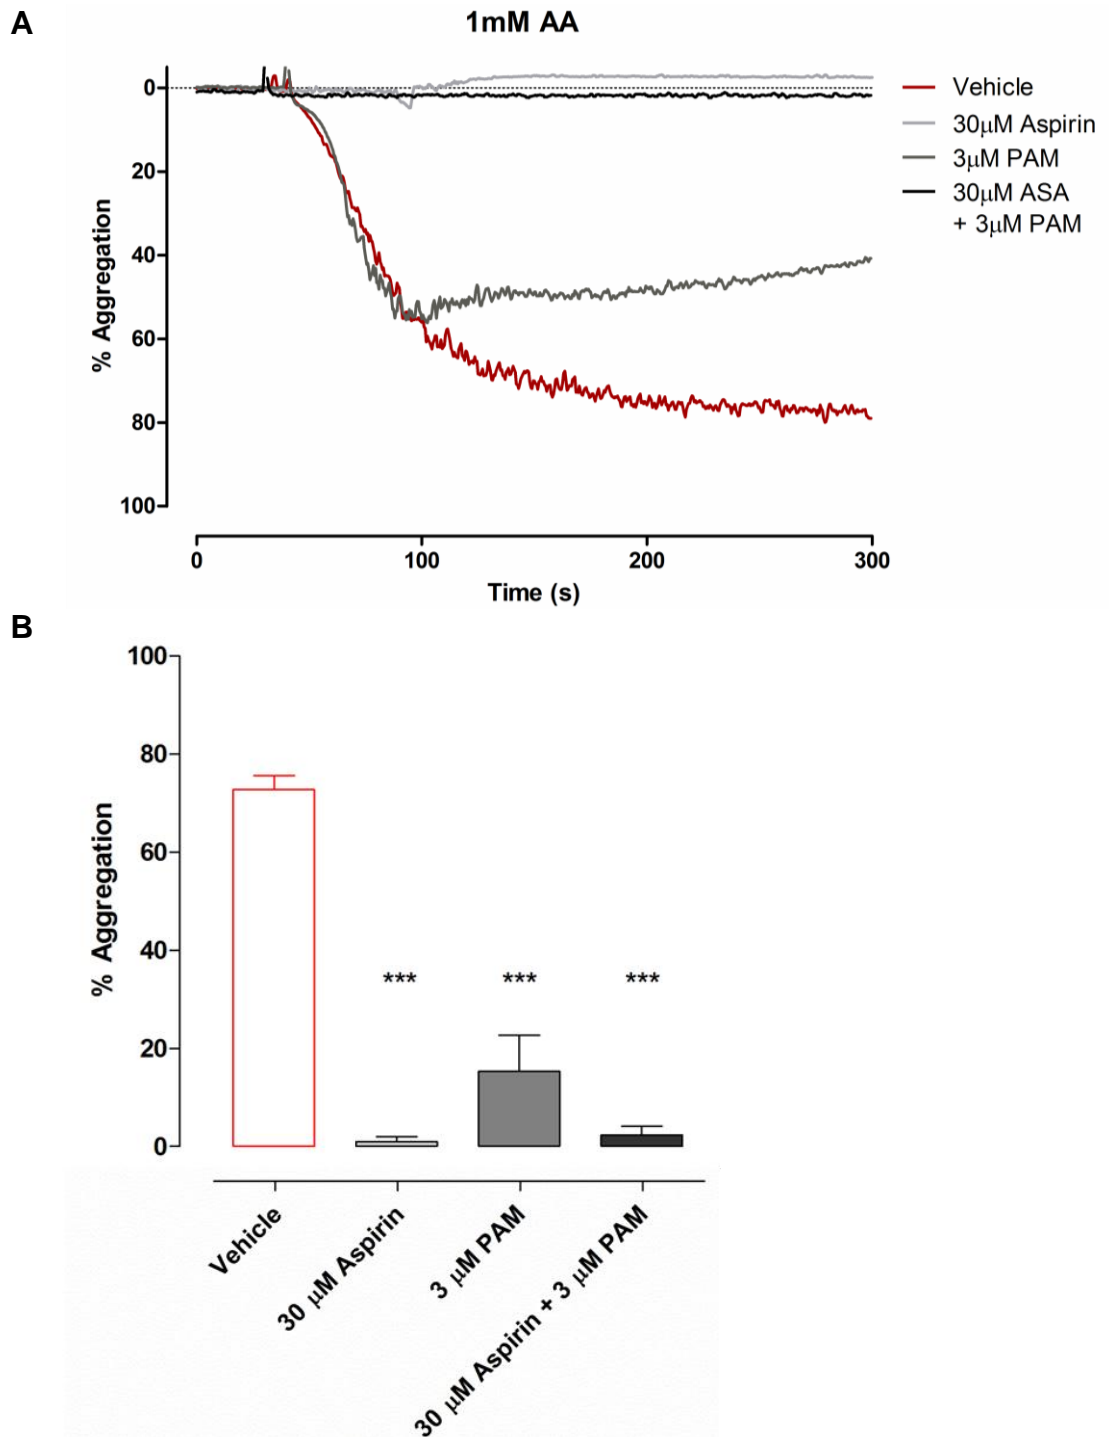 A
1mM AA
0
20
40
60
80
100
% Aggregation
0 100 200 300
Time (s)
Vehicle
30μM Aspirin
3μM PAM
30μM ASA
+ 3μM PAM
B
100
80
60
40
20
0
% Aggregation
*** *** ***
Vehicle
30 μM Aspirin
3 μM PAM
30 μM Aspirin + 3 μM PAM